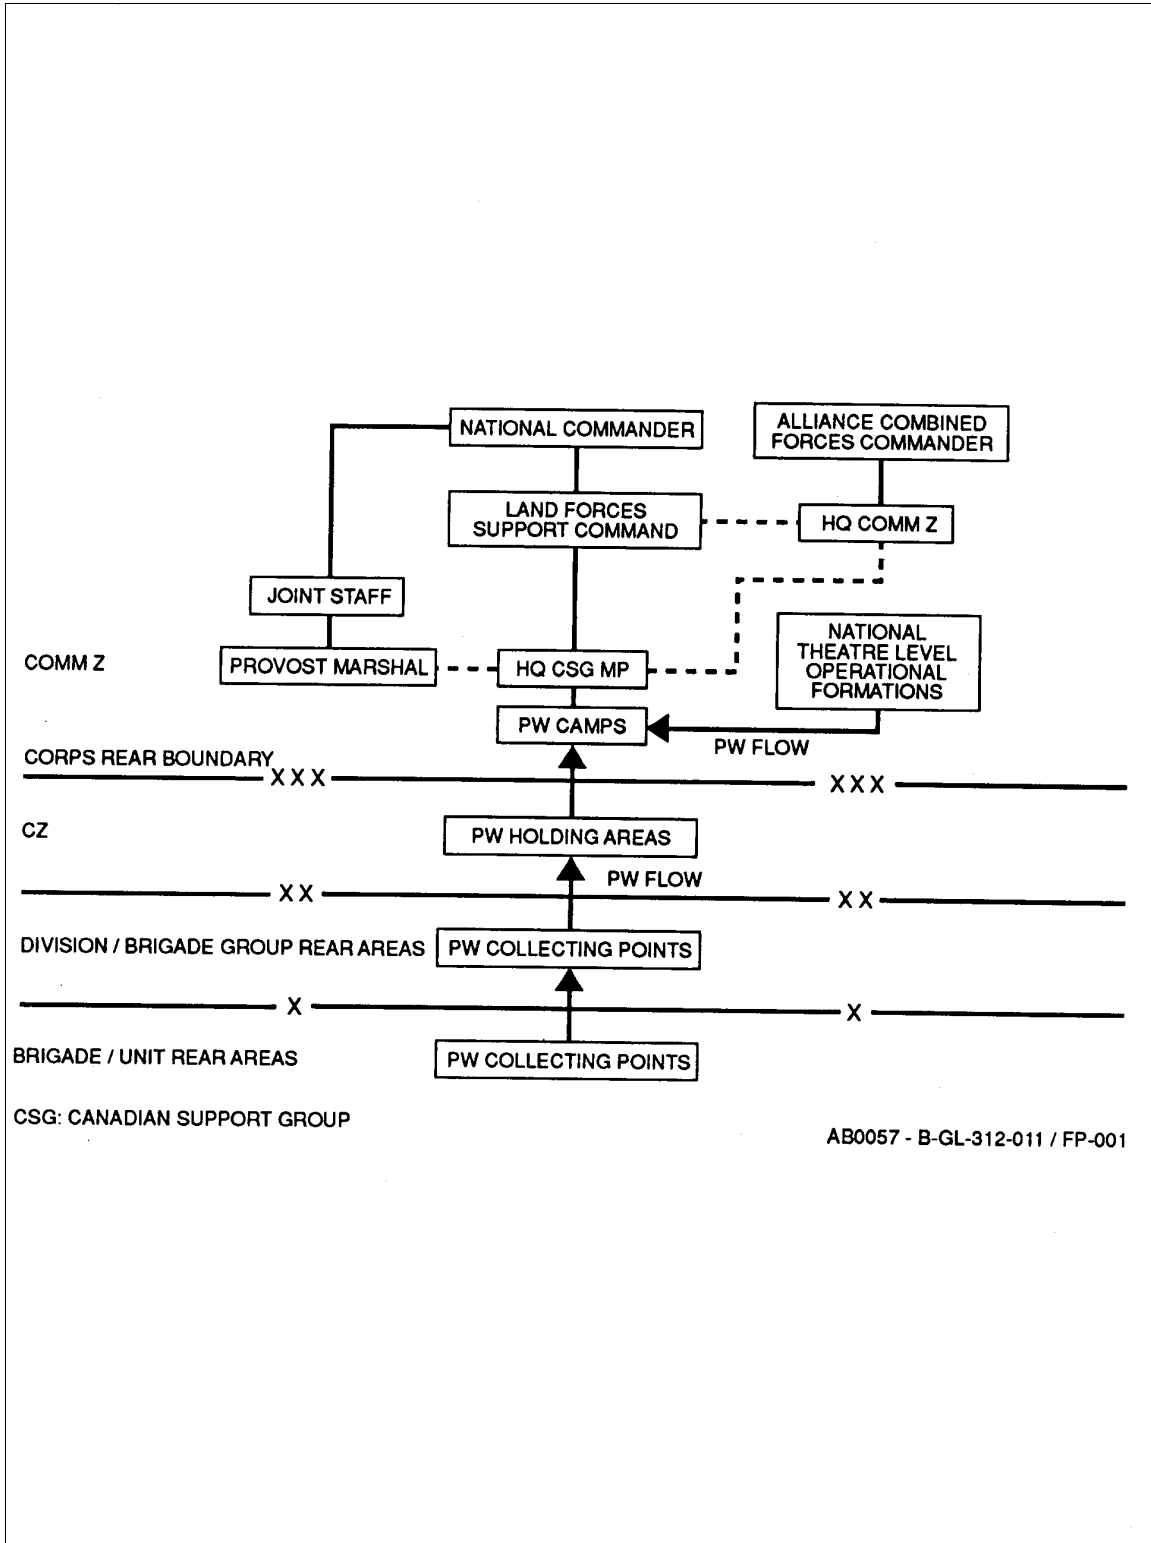 NATIONAL COMMANDER
ALLIANCE COMBINED
FORCES COMMANDER
LAND FORCES
SUPPORT COMMAND
HQ COMM Z
JOINT STAFF
NATIONAL
THEATRE LEVEL
OPERATIONAL
FORMATIONS
COMM Z
PROVOST MARSHAL
HQ CSG MP
PW CAMPS
PW FLOW
CORPS REAR BOUNDARY
XXX
XXX
CZ
PW HOLDING AREAS
PW FLOW
XX
XX
DIVISION / BRIGADE GROUP REAR AREAS
PW COLLECTING POINTS
X
X
BRIGADE / UNIT REAR AREAS
PW COLLECTING POINTS
CSG: CANADIAN SUPPORT GROUP
AB0057 - B-GL-312-011 / FP-001